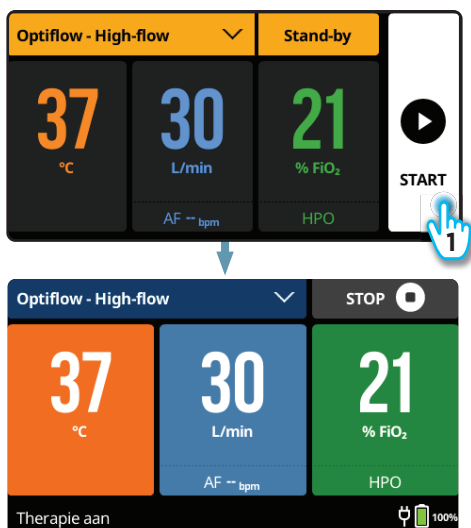 Optiflow - High-flow Stand-by
37 30 21
°C L/min % FiO₂
START
AF -- bpm HPO
1
Optiflow - High-flow STOP
37 30 21
°C L/min % FiO₂
AF -- bpm HPO
Therapie aan 100%